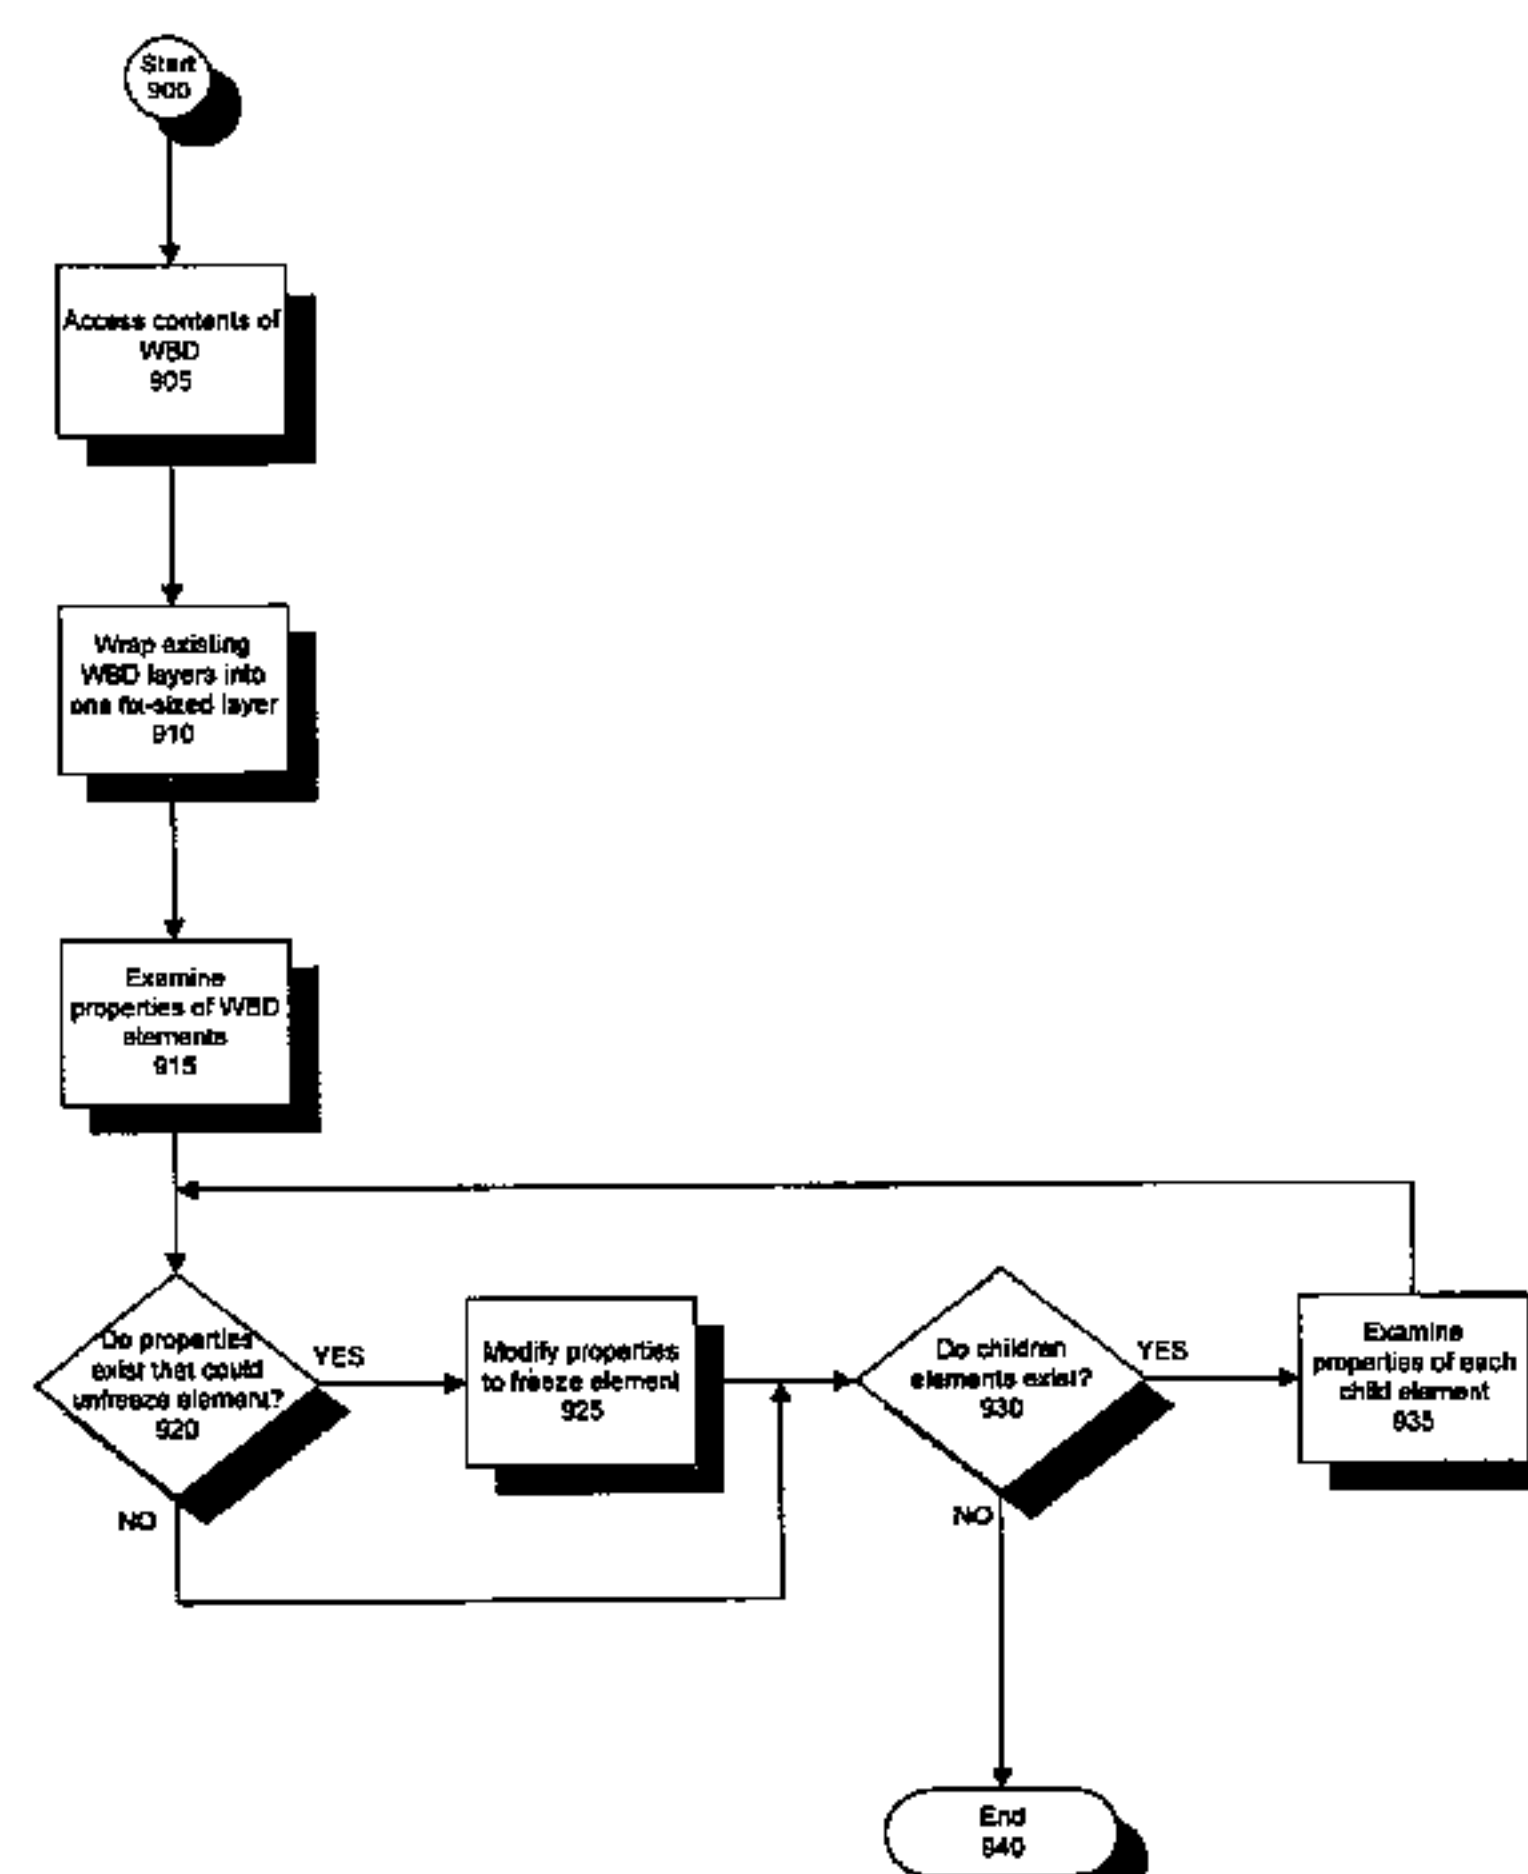 Start
900
Access contents of
WBD
905
Wrap existing
WBD layers into
one fix-sized layer
910
Examine
properties of WBD
elements
915
Do properties
exist that could
unfreeze element?
920
YES
NO
Modify properties
to freeze element
925
Do children
elements exist?
930
YES
NO
Examine
properties of each
child element
935
End
940